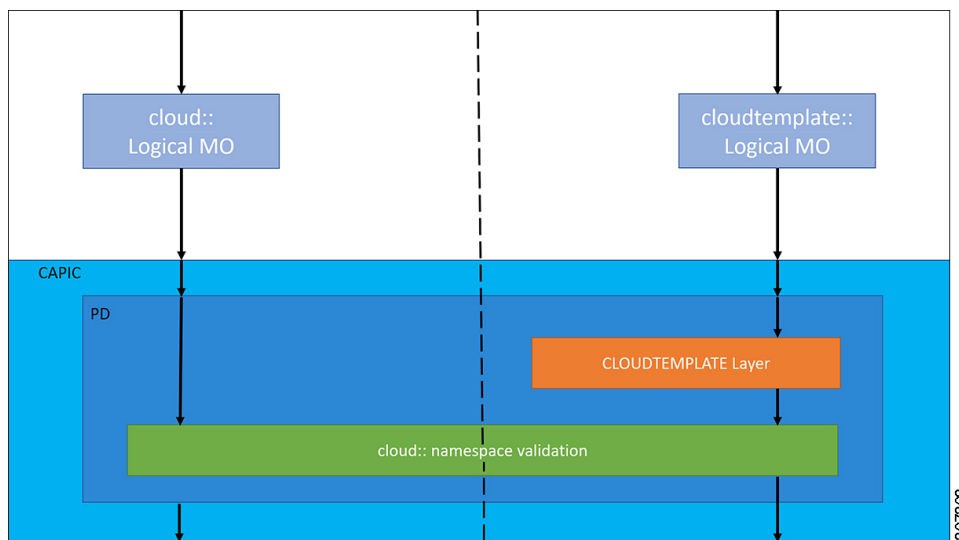 cloud::
Logical MO
cloudtemplate::
Logical MO
CAPIC
PD
CLOUDTEMPLATE Layer
cloud:: namespace validation